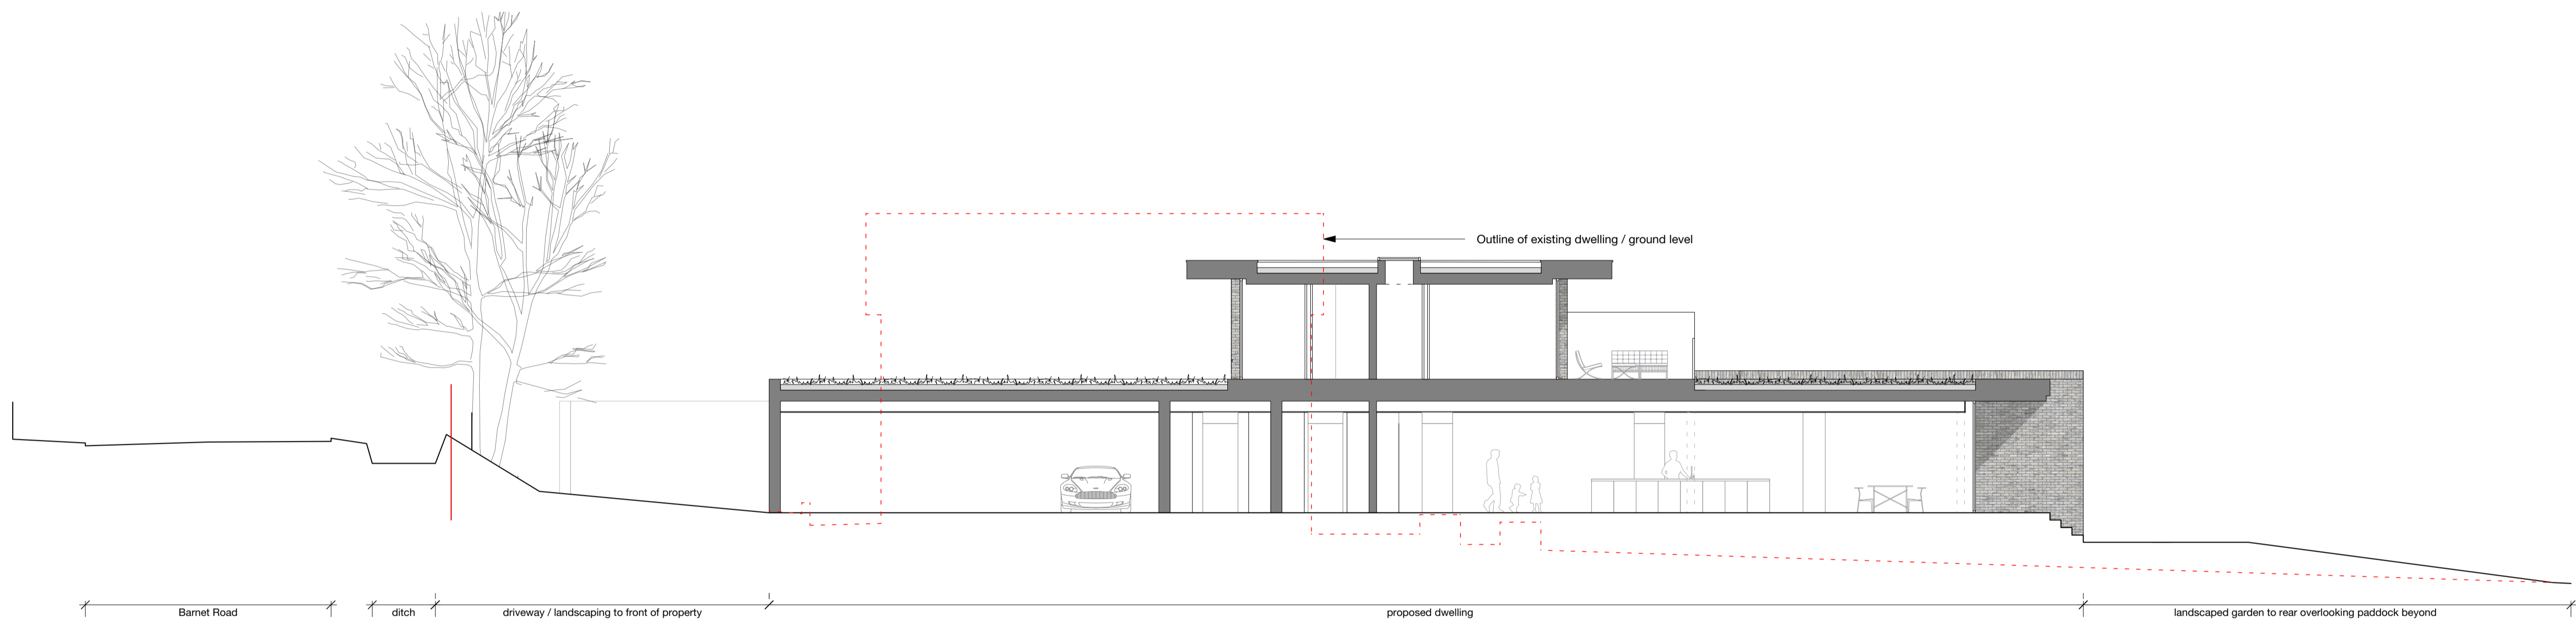 Outline of existing dwelling / ground level
Barnet Road
ditch
driveway / landscaping to front of property
proposed dwelling
landscaped garden to rear overlooking paddock beyond